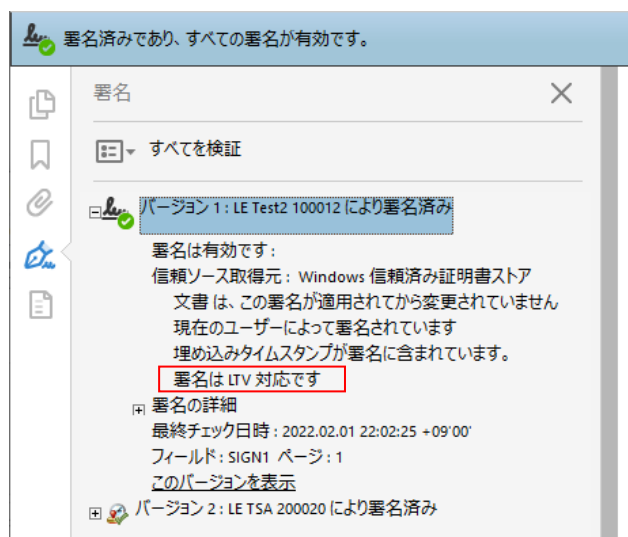 署名済みであり、すべての署名が有効です。
署名
すべてを検証
バージョン 1 : LE Test2 100012 により署名済み
署名は有効です :
信頼ソース取得元 : Windows 信頼済み証明書ストア
文書 は、この署名が適用されてから変更されていません
現在のユーザーによって署名されています
埋め込みタイムスタンプが署名に含まれています。
署名は LTV 対応です
署名の詳細
最終チェック日時 : 2022.02.01 22:02:25 +09'00'
フィールド : SIGN1 ページ : 1
このバージョンを表示
バージョン 2 : LE TSA 200020 により署名済み